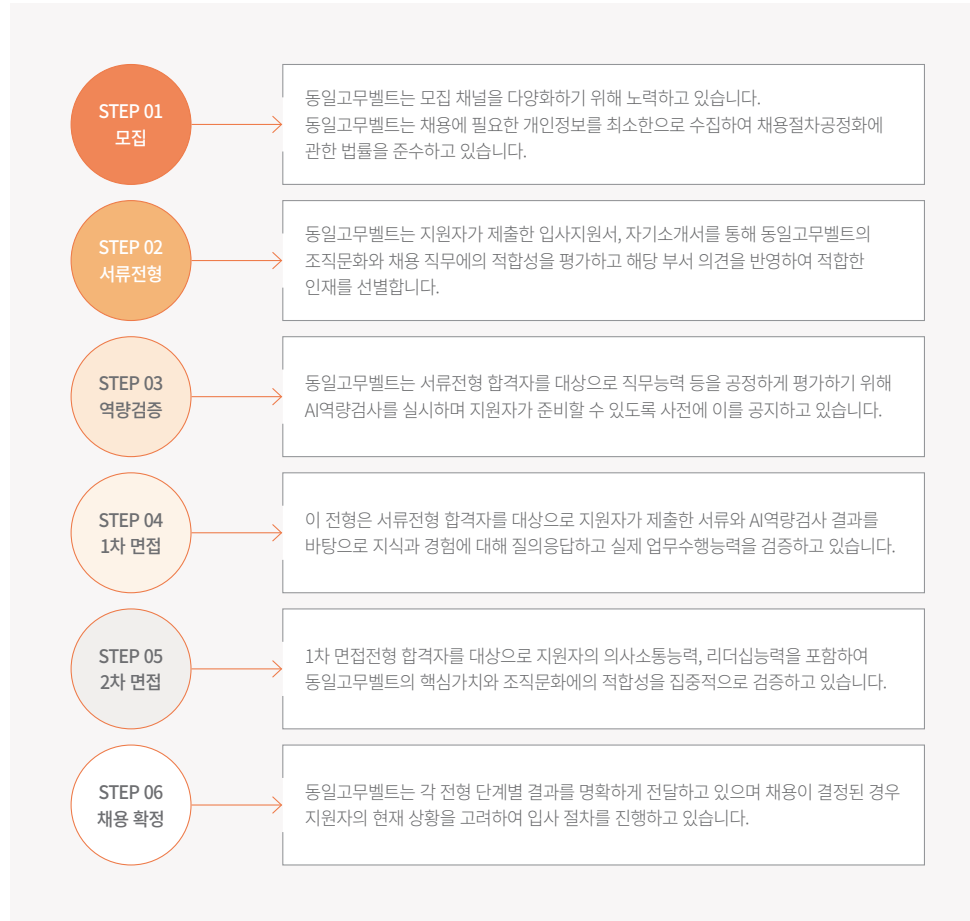 STEP 01
모집
동일고무벨트는 모집 채널을 다양화하기 위해 노력하고 있습니다.
동일고무벨트는 채용에 필요한 개인정보를 최소한으로 수집하여 채용절차공정화에
관한 법률을 준수하고 있습니다.
STEP 02
서류전형
동일고무벨트는 지원자가 제출한 입사지원서, 자기소개서를 통해 동일고무벨트의
조직문화와 채용 직무에의 적합성을 평가하고 해당 부서 의견을 반영하여 적합한
인재를 선별합니다.
STEP 03
역량검증
동일고무벨트는 서류전형 합격자를 대상으로 직무능력 등을 공정하게 평가하기 위해
AI역량검사를 실시하며 지원자가 준비할 수 있도록 사전에 이를 공지하고 있습니다.
STEP 04
1차 면접
이 전형은 서류전형 합격자를 대상으로 지원자가 제출한 서류와 AI역량검사 결과를
바탕으로 지식과 경험에 대해 질의응답하고 실제 업무수행능력을 검증하고 있습니다.
STEP 05
2차 면접
1차 면접전형 합격자를 대상으로 지원자의 의사소통능력, 리더십능력을 포함하여
동일고무벨트의 핵심가치와 조직문화에의 적합성을 집중적으로 검증하고 있습니다.
STEP 06
채용 확정
동일고무벨트는 각 전형 단계별 결과를 명확하게 전달하고 있으며 채용이 결정된 경우
지원자의 현재 상황을 고려하여 입사 절차를 진행하고 있습니다.